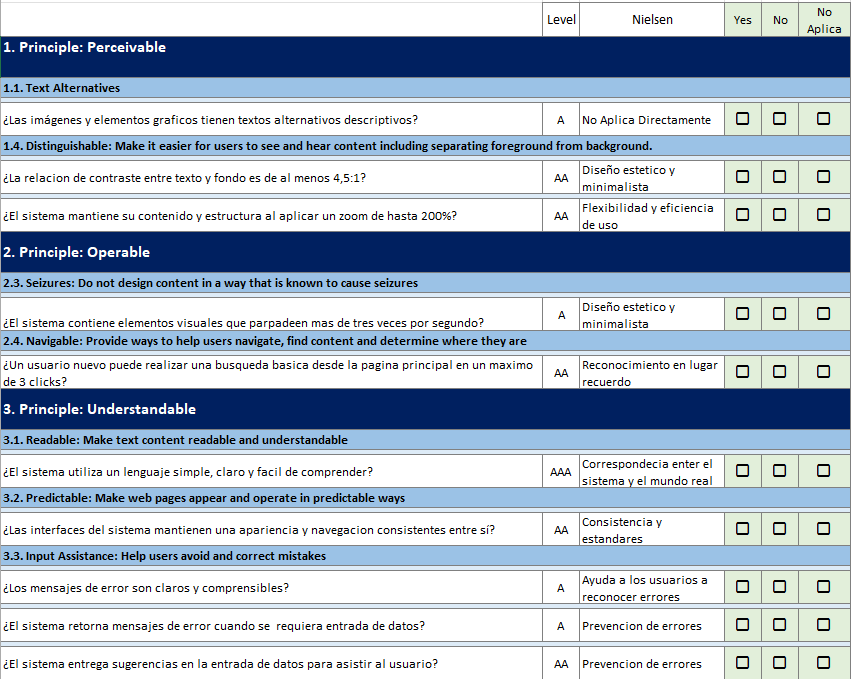 Level Nielsen Yes No No
Aplica
1. Principle: Perceivable
1.1. Text Alternatives
¿Las imágenes y elementos graficos tienen textos alternativos descriptivos? A No Aplica Directamente
1.4. Distinguishable: Make it easier for users to see and hear content including separating foreground from background.
¿La relacion de contraste entre texto y fondo es de al menos 4,5:1? AA Diseño estetico y
minimalista
¿El sistema mantiene su contenido y estructura al aplicar un zoom de hasta 200%? AA Flexibilidad y eficiencia
de uso
2. Principle: Operable
2.3. Seizures: Do not design content in a way that is known to cause seizures
¿El sistema contiene elementos visuales que parpadeen mas de tres veces por segundo? A Diseño estetico y
minimalista
2.4. Navigable: Provide ways to help users navigate, find content and determine where they are
¿Un usuario nuevo puede realizar una busqueda basica desde la pagina principal en un maximo
de 3 clicks? AA Reconocimiento en lugar
recuerdo
3. Principle: Understandable
3.1. Readable: Make text content readable and understandable
¿El sistema utiliza un lenguaje simple, claro y facil de comprender? AAA Correspondecia enter el
sistema y el mundo real
3.2. Predictable: Make web pages appear and operate in predictable ways
¿Las interfaces del sistema mantienen una apariencia y navegacion consistentes entre sí? AA Consistencia y
estandares
3.3. Input Assistance: Help users avoid and correct mistakes
¿Los mensajes de error son claros y comprensibles? A Ayuda a los usuarios a
reconocer errores
¿El sistema retorna mensajes de error cuando se requiera entrada de datos? A Prevencion de errores
¿El sistema entrega sugerencias en la entrada de datos para asistir al usuario? AA Prevencion de errores